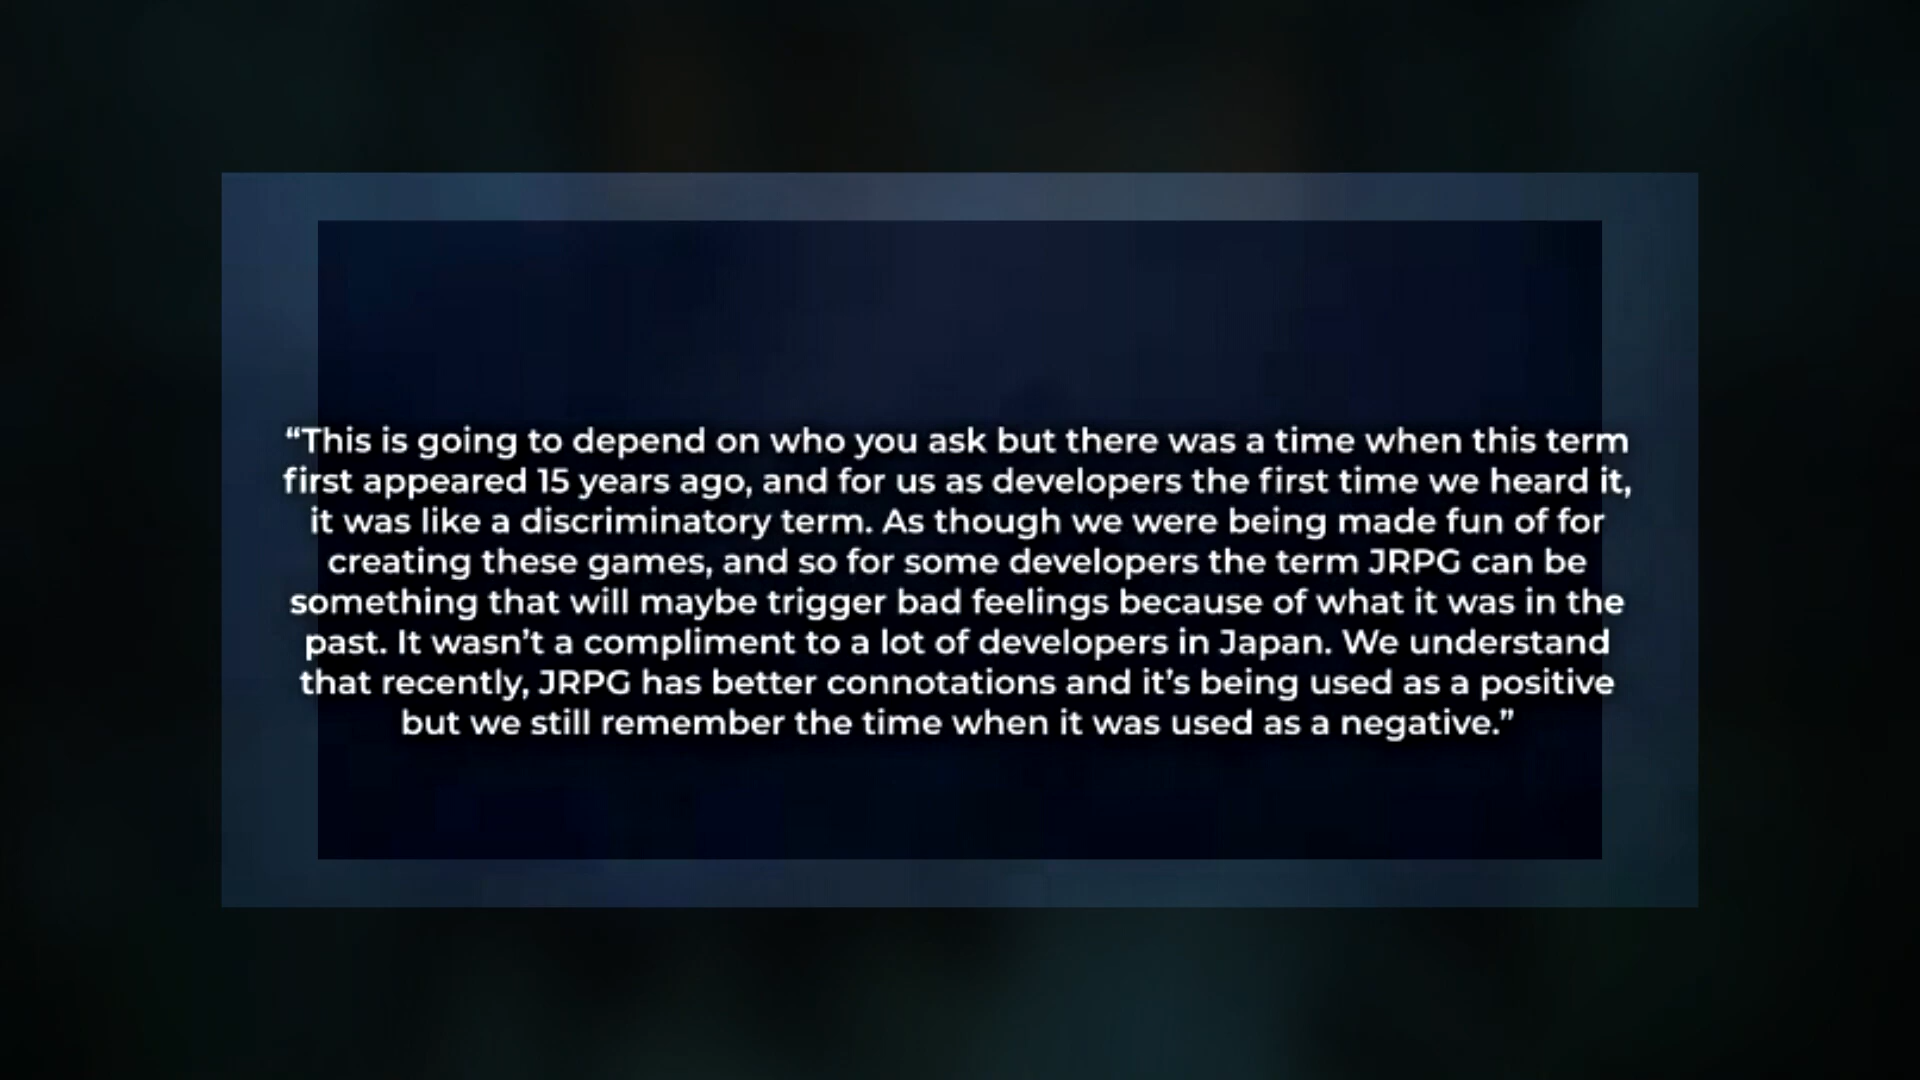 “This is going to depend on who you ask but there was a time when this term
first appeared 15 years ago, and for us as developers the first time we heard it,
it was like a discriminatory term. As though we were being made fun of for
creating these games, and so for some developers the term JRPG can be
something that will maybe trigger bad feelings because of what it was in the
past. It wasn’t a compliment to a lot of developers in Japan. We understand
that recently, JRPG has better connotations and it’s being used as a positive
but we still remember the time when it was used as a negative.”